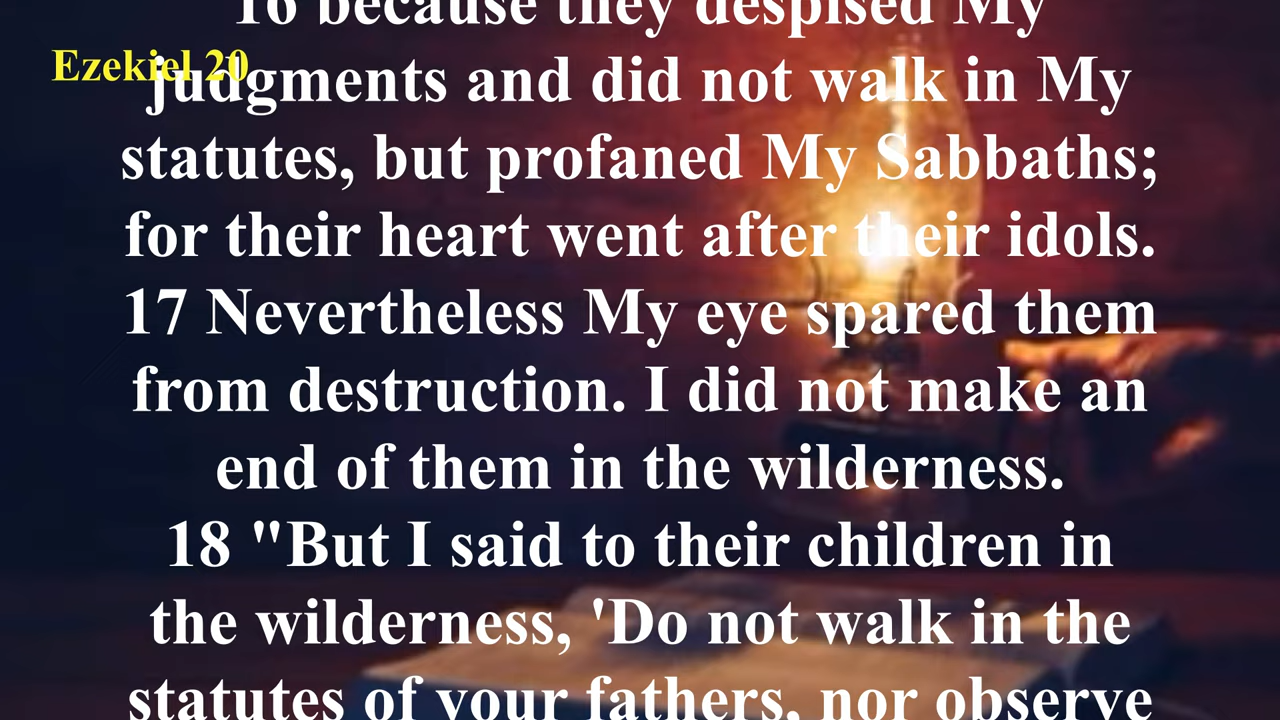 16 because they despised My
Ezekiel 20
judgments and did not walk in My
statutes, but profaned My Sabbaths;
for their heart went after their idols.
17 Nevertheless My eye spared them
from destruction. I did not make an
end of them in the wilderness.
18 "But I said to their children in
the wilderness, 'Do not walk in the
statutes of your fathers, nor observe